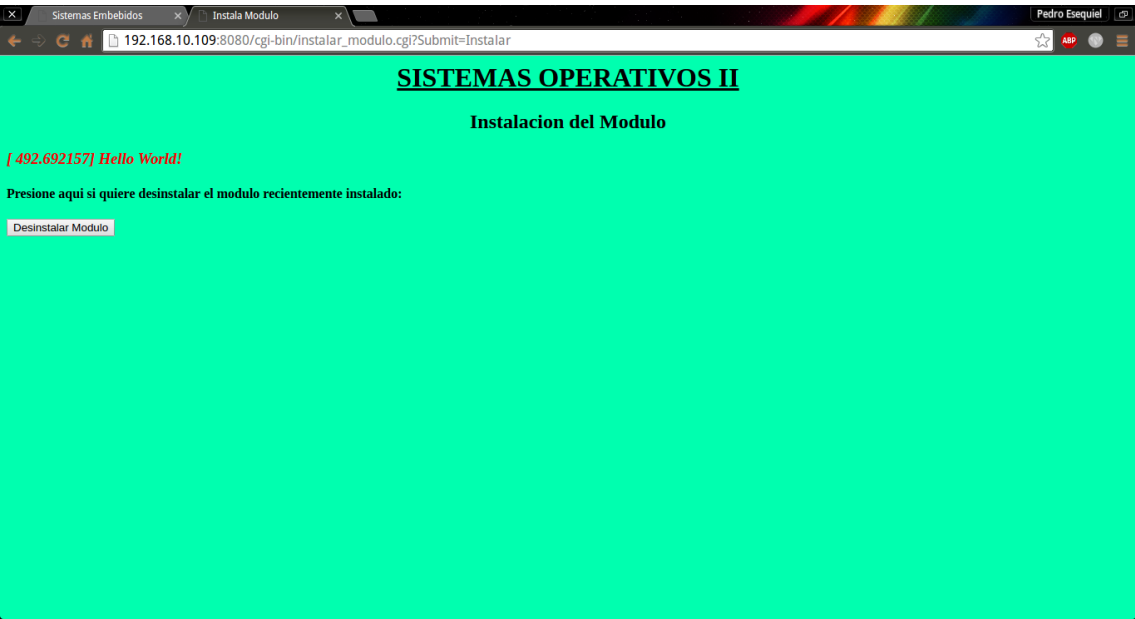 Sistemas Embebidos
Instala Modulo
Pedro Esequiel
192.168.10.109:8080/cgi-bin/instalar_modulo.cgi?Submit=Instalar
ABP
SISTEMAS OPERATIVOS II
Instalacion del Modulo
[ 492.692157] Hello World!
Presione aqui si quiere desinstalar el modulo recientemente instalado:
Desinstalar Modulo